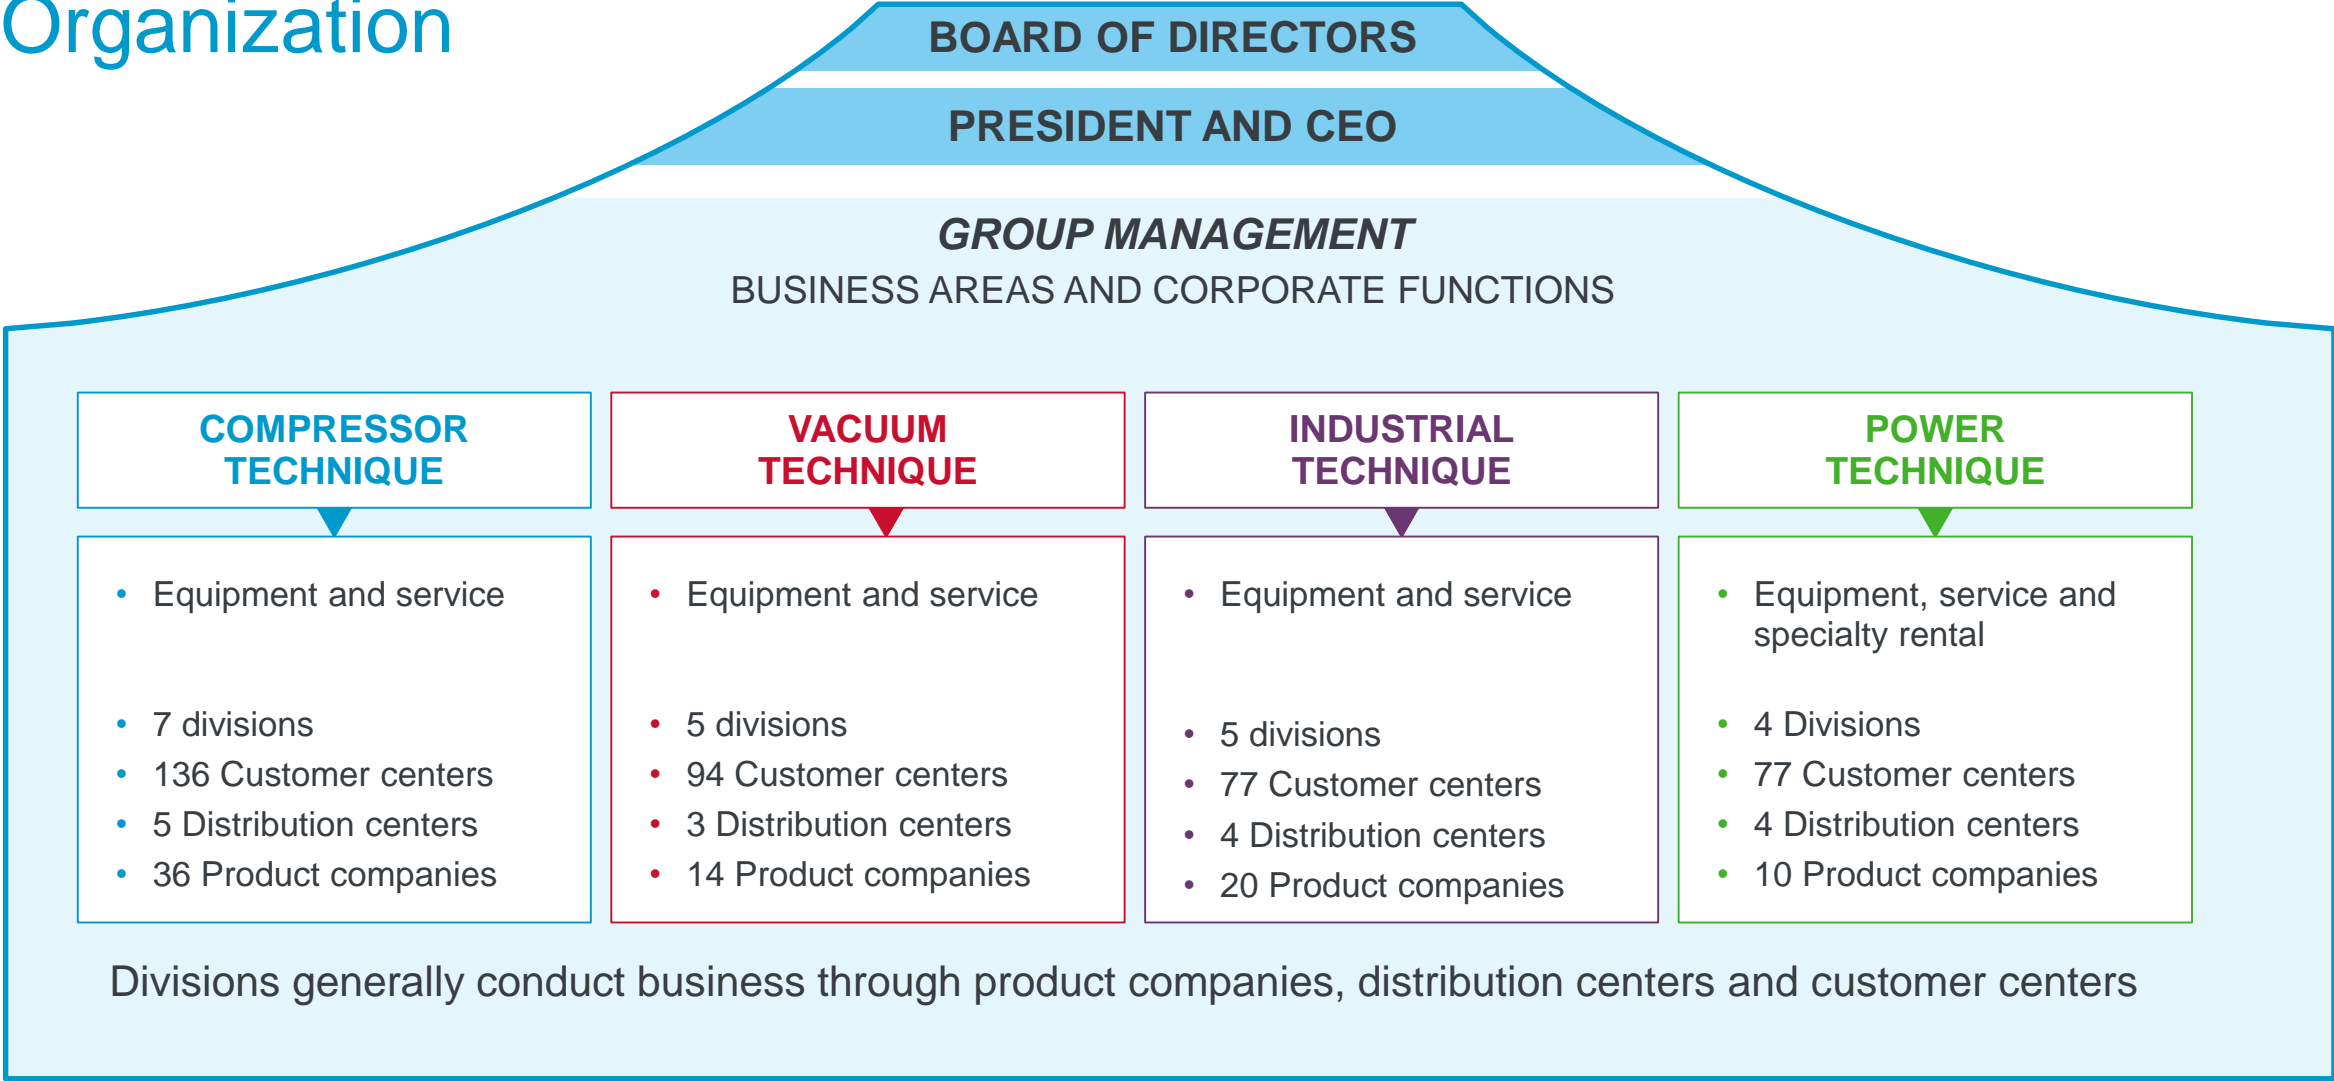 Organization
BOARD OF DIRECTORS
PRESIDENT AND CEO
GROUP MANAGEMENT
BUSINESS AREAS AND CORPORATE FUNCTIONS
COMPRESSOR
TECHNIQUE
• Equipment and service
• 7 divisions
• 136 Customer centers
• 5 Distribution centers
• 36 Product companies
VACUUM
TECHNIQUE
• Equipment and service
• 5 divisions
• 94 Customer centers
• 3 Distribution centers
• 14 Product companies
INDUSTRIAL
TECHNIQUE
• Equipment and service
• 5 divisions
• 77 Customer centers
• 4 Distribution centers
• 20 Product companies
POWER
TECHNIQUE
• Equipment, service and
specialty rental
• 4 Divisions
• 77 Customer centers
• 4 Distribution centers
• 10 Product companies
Divisions generally conduct business through product companies, distribution centers and customer centers